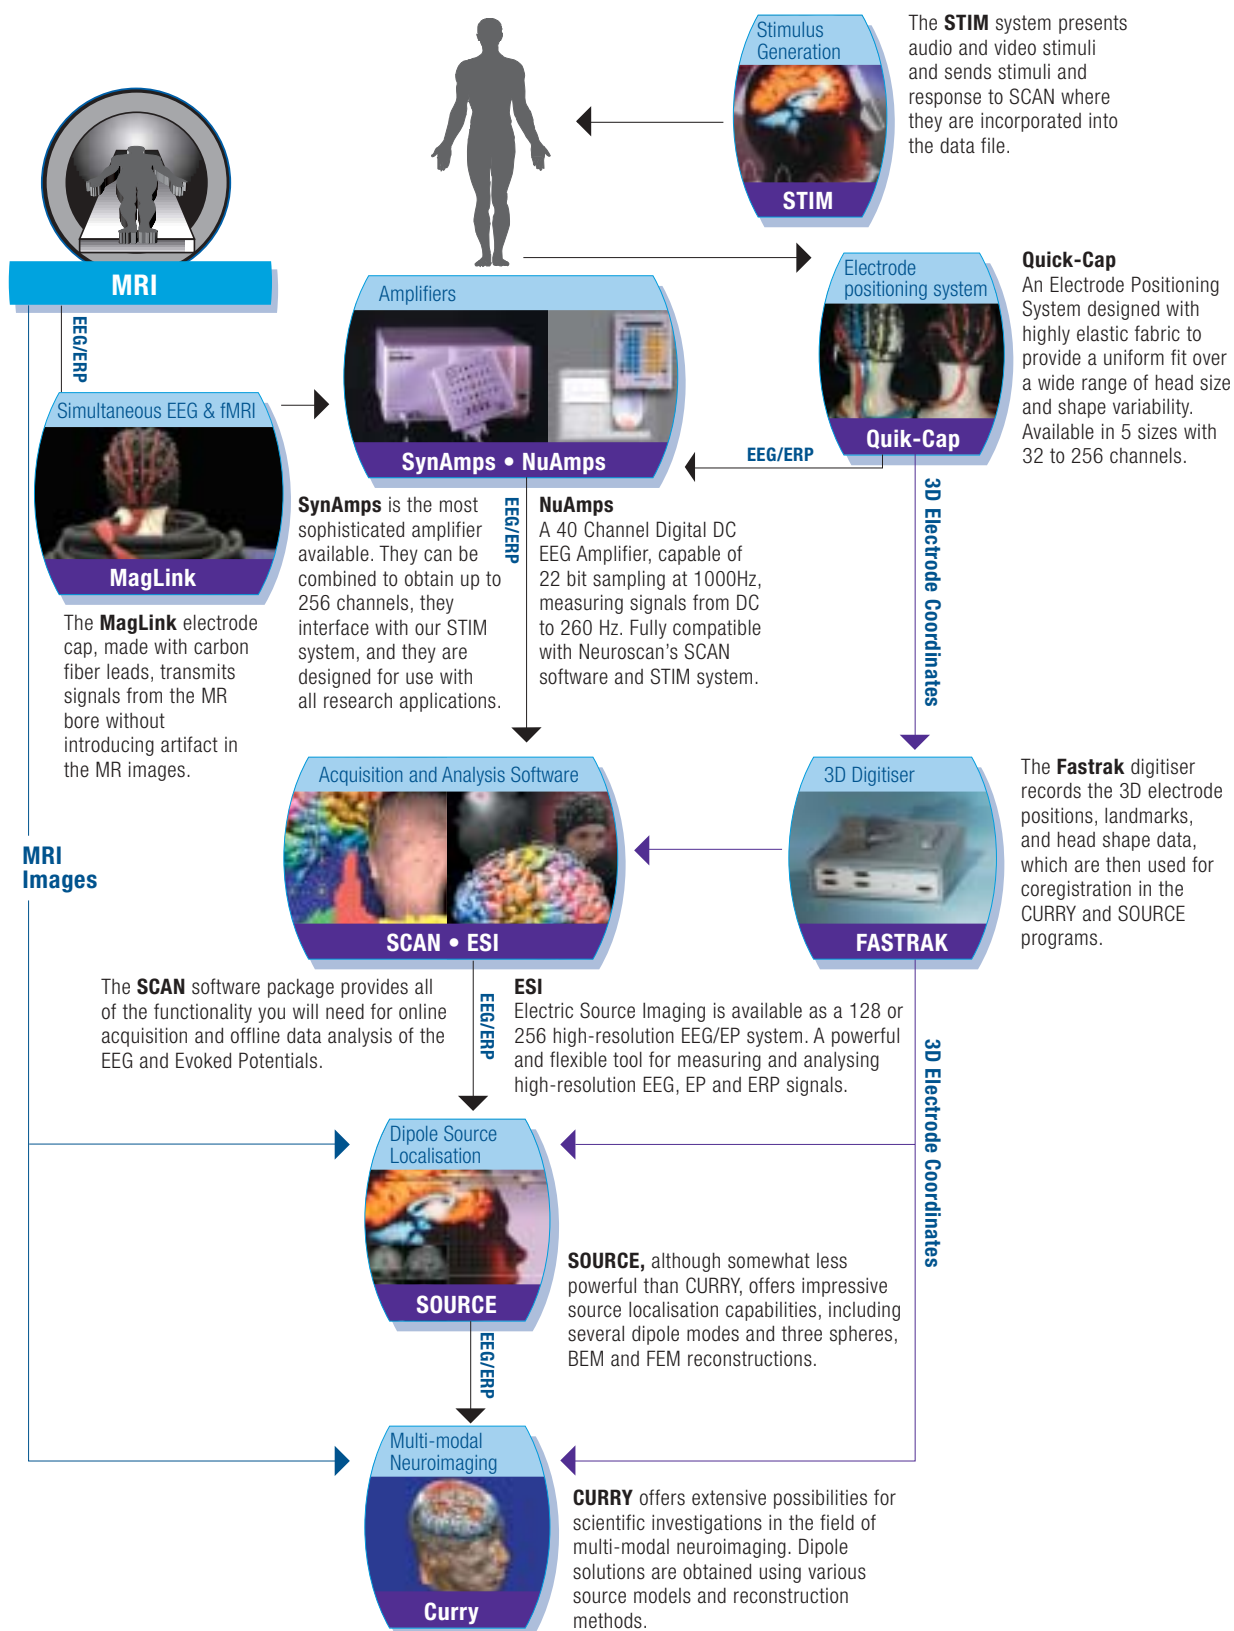 Stimulus
Generation
STIM
The STIM system presents
audio and video stimuli
and sends stimuli and
response to SCAN where
they are incorporated into
the data file.
MRI
EEG/ERP
Simultaneous EEG & fMRI
MagLink
The MagLink electrode
cap, made with carbon
fiber leads, transmits
signals from the MR
bore without
introducing artifact in
the MR images.
Amplifiers
SynAmps • NuAmps
EEG/ERP
SynAmps is the most
sophisticated amplifier
available. They can be
combined to obtain up to
256 channels, they
interface with our STIM
system, and they are
designed for use with
all research applications.
EEG/ERP
NuAmps
A 40 Channel Digital DC
EEG Amplifier, capable of
22 bit sampling at 1000Hz,
measuring signals from DC
to 260 Hz. Fully compatible
with Neuroscan's SCAN
software and STIM system.
Electrode
positioning system
Quik-Cap
Quick-Cap
An Electrode Positioning
System designed with
highly elastic fabric to
provide a uniform fit over
a wide range of head size
and shape variability.
Available in 5 sizes with
32 to 256 channels.
3D Electrode Coordinates
Acquisition and Analysis Software
SCAN • ESI
3D Digitiser
FASTRAK
The Fastrak digitiser
records the 3D electrode
positions, landmarks,
and head shape data,
which are then used for
coregistration in the
CURRY and SOURCE
programs.
MRI
Images
The SCAN software package provides all
of the functionality you will need for online
acquisition and offline data analysis of the
EEG and Evoked Potentials.
EEG/ERP
ESI
Electric Source Imaging is available as a 128 or
256 high-resolution EEG/EP system. A powerful
and flexible tool for measuring and analysing
high-resolution EEG, EP and ERP signals.
3D Electrode Coordinates
Dipole Source
Localisation
SOURCE
SOURCE, although somewhat less
powerful than CURRY, offers impressive
source localisation capabilities, including
several dipole modes and three spheres,
BEM and FEM reconstructions.
EEG/ERP
Multi-modal
Neuroimaging
Curry
CURRY offers extensive possibilities for
scientific investigations in the field of
multi-modal neuroimaging. Dipole
solutions are obtained using various
source models and reconstruction
methods.